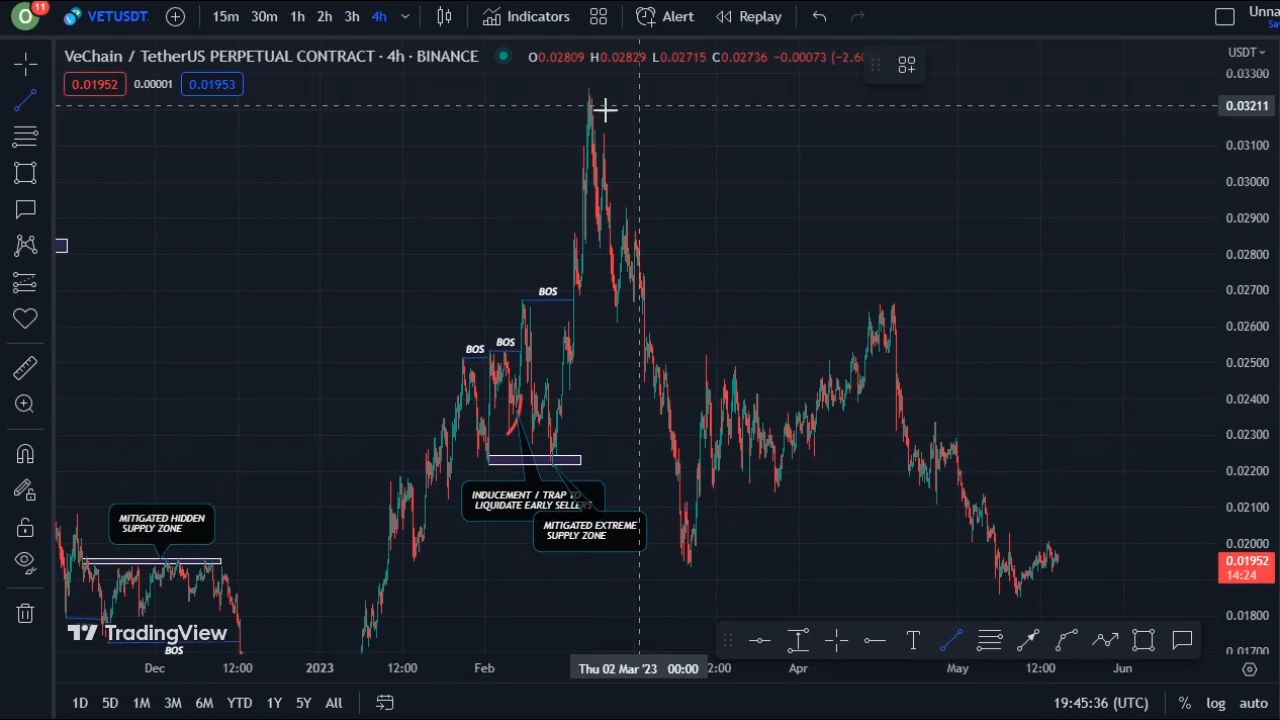 O 11 VETUSDT. 15m 30m 1h 2h 3h 4h Indicators Alert Replay
VeChain / TetherUS PERPETUAL CONTRACT · 4h · BINANCE O0.02809 H0.02829 L0.02715 C0.02736 −0.00073
USDT
0.01952 0.00001 0.01953
0.03300
0.03211
0.03100
0.03000
0.02900
0.02800
0.02700
0.02600
0.02500
0.02400
0.02300
0.02200
0.02100
0.02000
0.01952
14:24
0.01800
0.01700
BOS
BOS
BOS
INDUCEMENT / TRAP TO
LIQUIDATE EARLY SELLERS
MITIGATED EXTREME
SUPPLY ZONE
MITIGATED HIDDEN
SUPPLY ZONE
TradingView
BOS
Dec 12:00 2023 12:00 Feb Thu 02 Mar '23 00:00 2:00 Apr May 12:00 Jun
1D 5D 1M 3M 6M YTD 1Y 5Y All 19:45:36 (UTC) % log auto